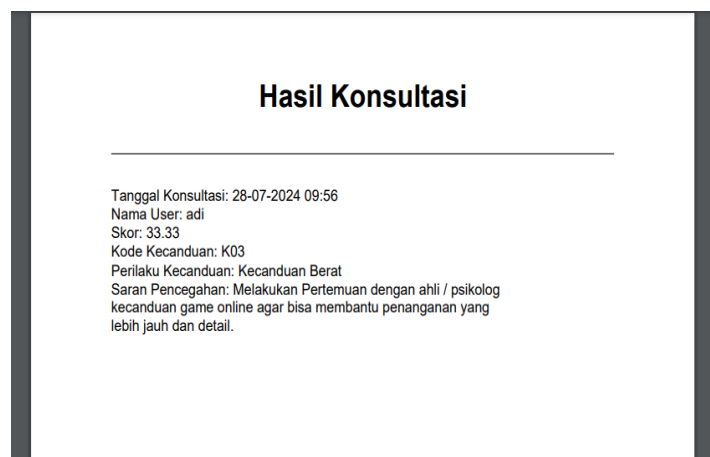 Hasil Konsultasi
Tanggal Konsultasi: 28-07-2024 09:56
Nama User: adi
Skor: 33.33
Kode Kecanduan: K03
Perilaku Kecanduan: Kecanduan Berat
Saran Pencegahan: Melakukan Pertemuan dengan ahli / psikolog
kecanduan game online agar bisa membantu penanganan yang
lebih jauh dan detail.